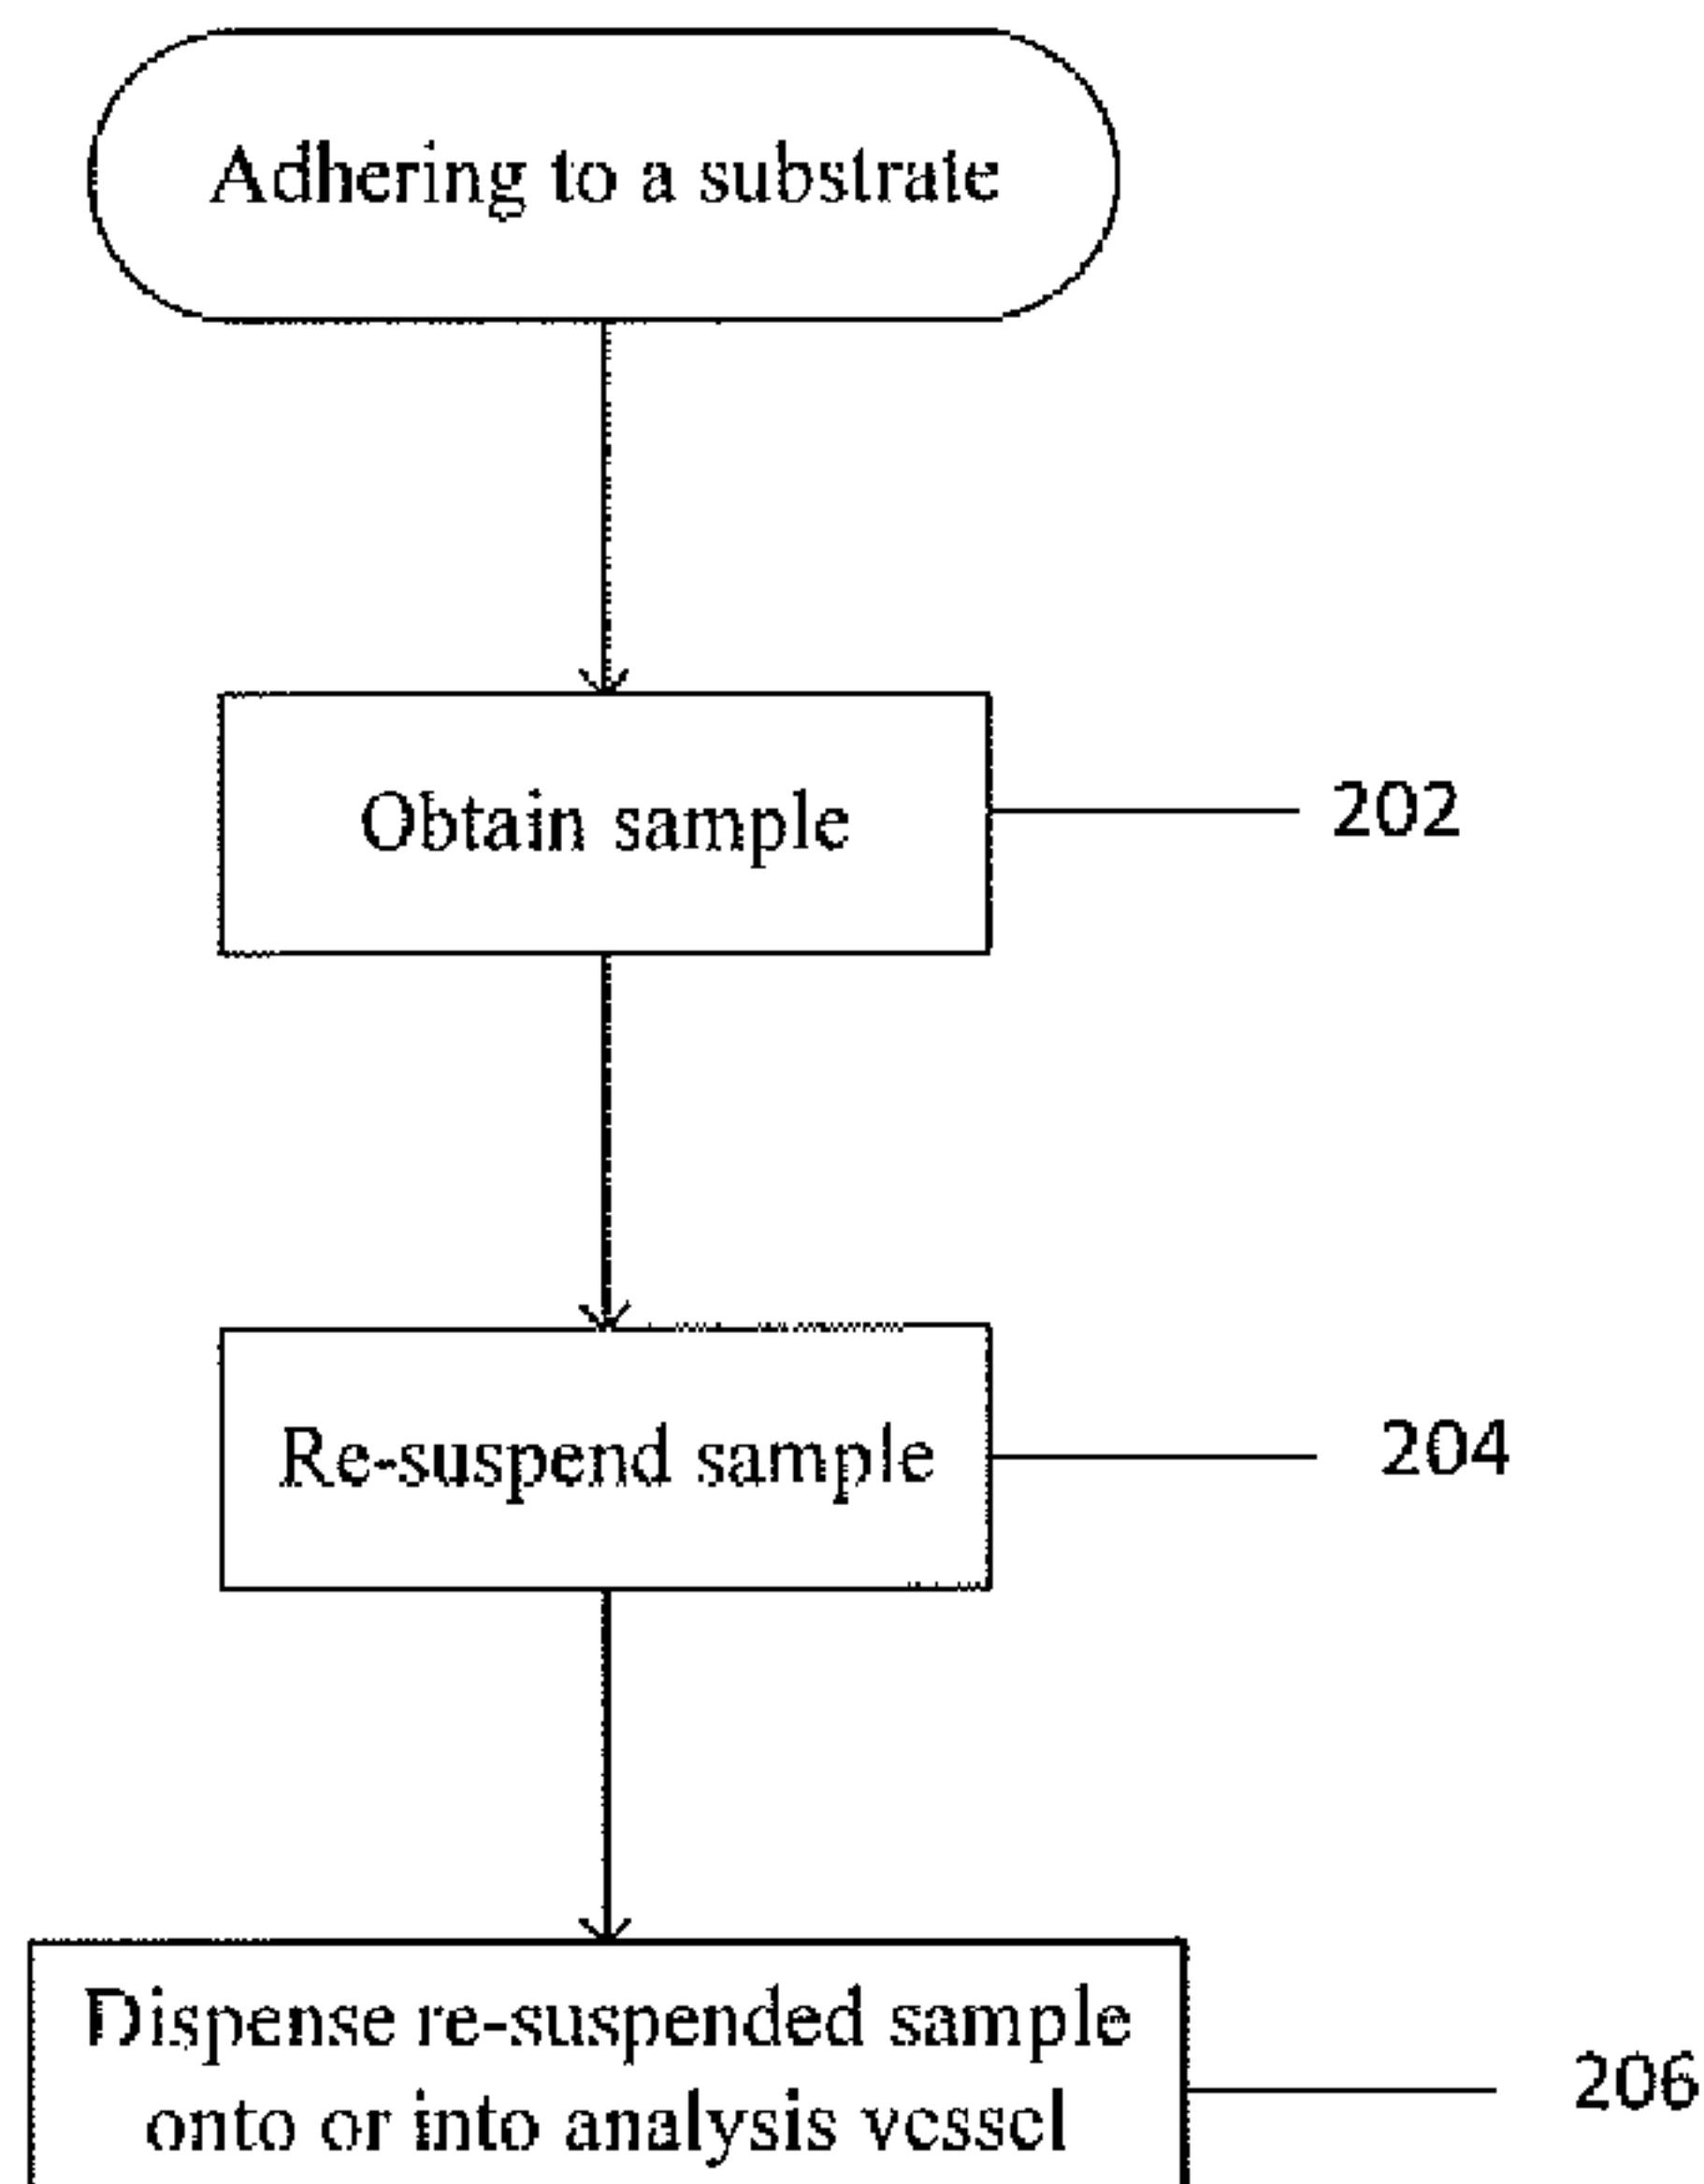 Adhering to a substrate
Obtain sample
202
Re-suspend sample
204
Dispense re-suspended sample
onto or into analysis vessel
206